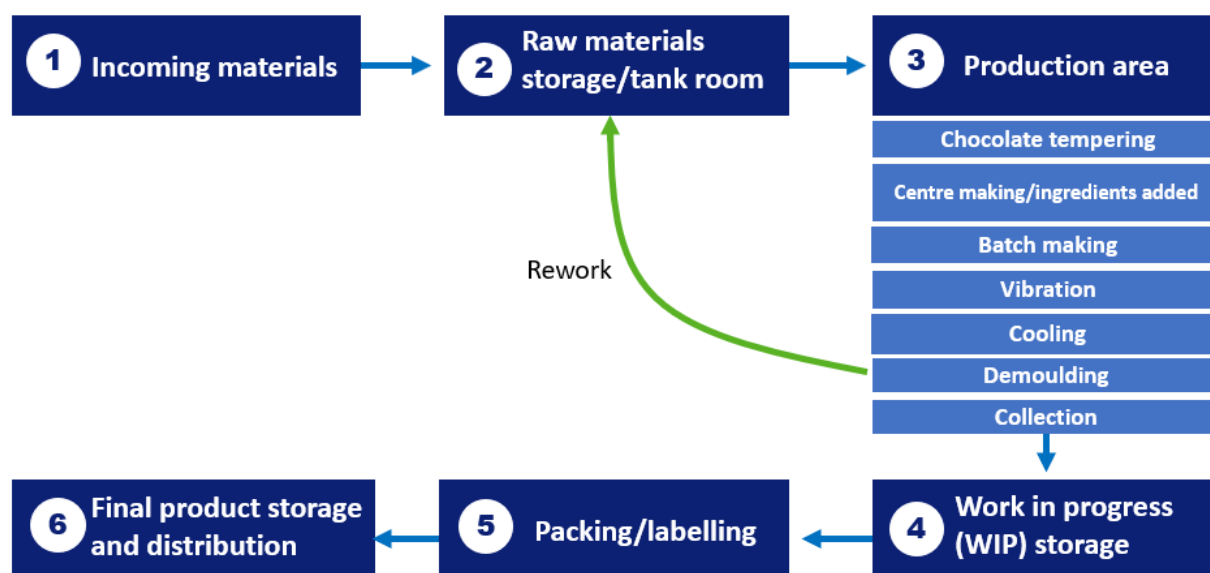 1 Incoming materials
2 Raw materials
storage/tank room
3 Production area
Chocolate tempering
Centre making/ingredients added
Batch making
Vibration
Cooling
Demoulding
Collection
Rework
4 Work in progress
(WIP) storage
5 Packing/labelling
6 Final product storage
and distribution